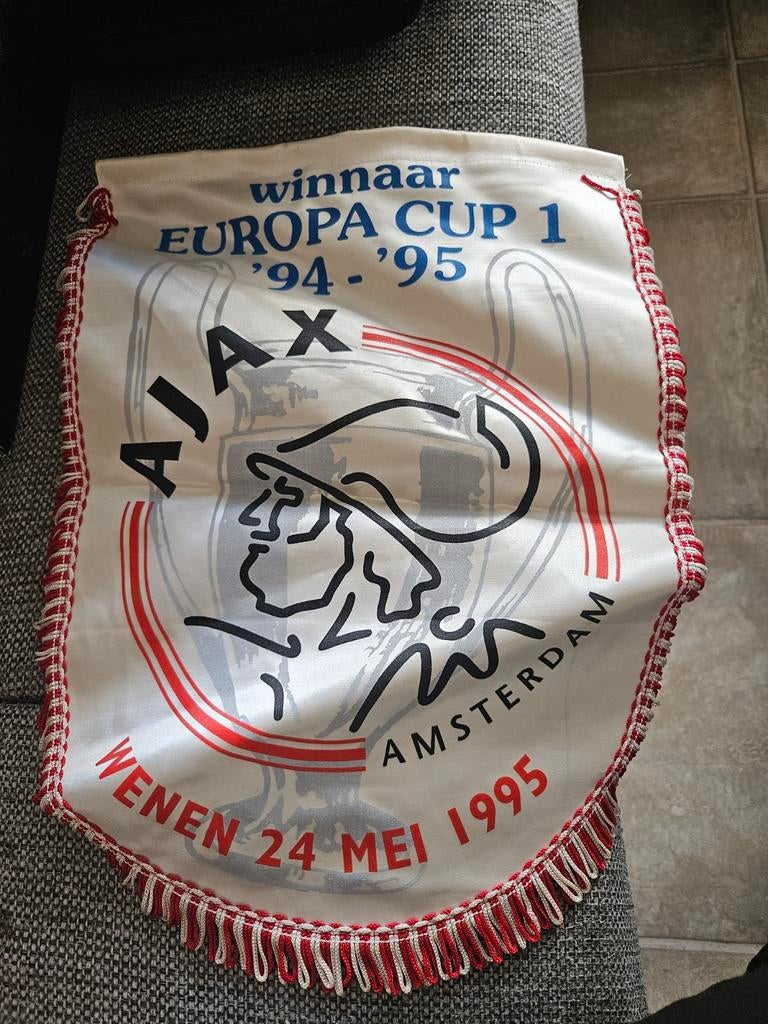 winnaar
EUROPA CUP 1
'94 - '95
AJAX
AMSTERDAM
WENEN 24 MEI 1995